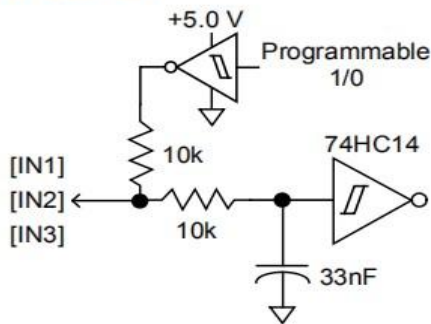 +5.0 V
Programmable
1/0
10k
74HC14
[IN1]
[IN2]
[IN3]
10k
33nF